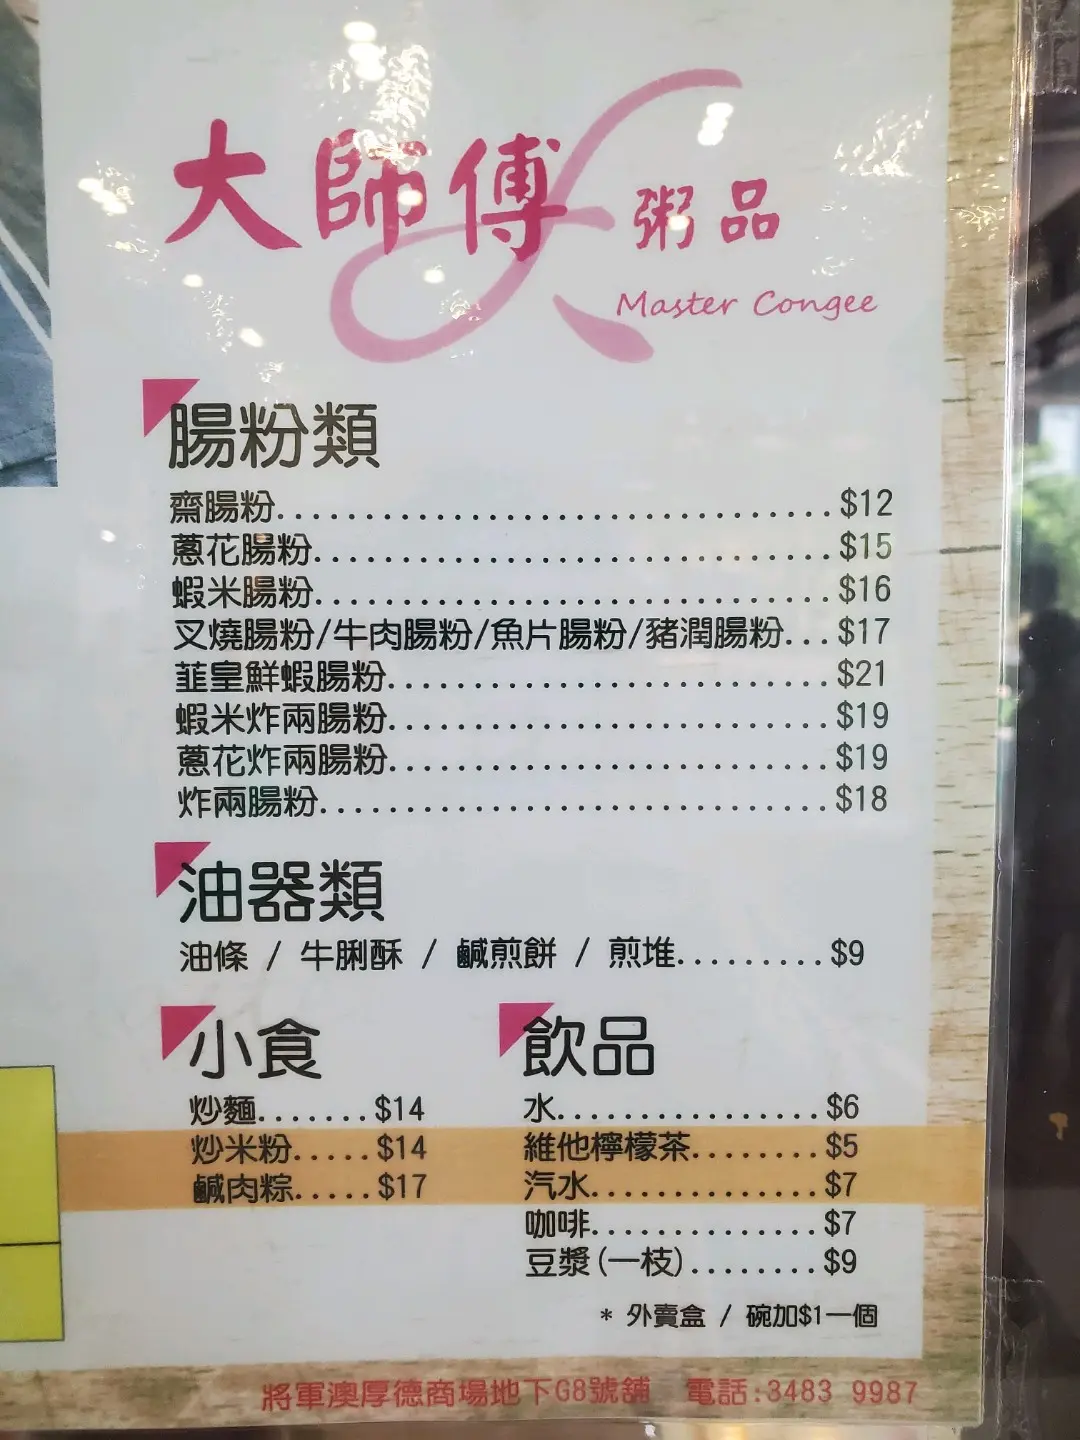 大師傅 粥品
Master Congee
腸粉類
齋腸粉................................$12
蔥花腸粉..............................$15
蝦米腸粉..............................$16
叉燒腸粉/牛肉腸粉/魚片腸粉/豬潤腸粉...$17
韮皇鮮蝦腸粉..........................$21
蝦米炸兩腸粉..........................$19
蔥花炸兩腸粉..........................$19
炸兩腸粉..............................$18
油器類
油條 / 牛脷酥 / 鹹煎餅 / 煎堆.........$9
小食
炒麵.......$14
炒米粉.....$14
鹹肉粽.....$17
飲品
水................$6
維他檸檬茶........$5
汽水..............$7
咖啡..............$7
豆漿(一枝)........$9
* 外賣盒 / 碗加$1一個
將軍澳厚德商場地下G8號舖 電話:3483 9987